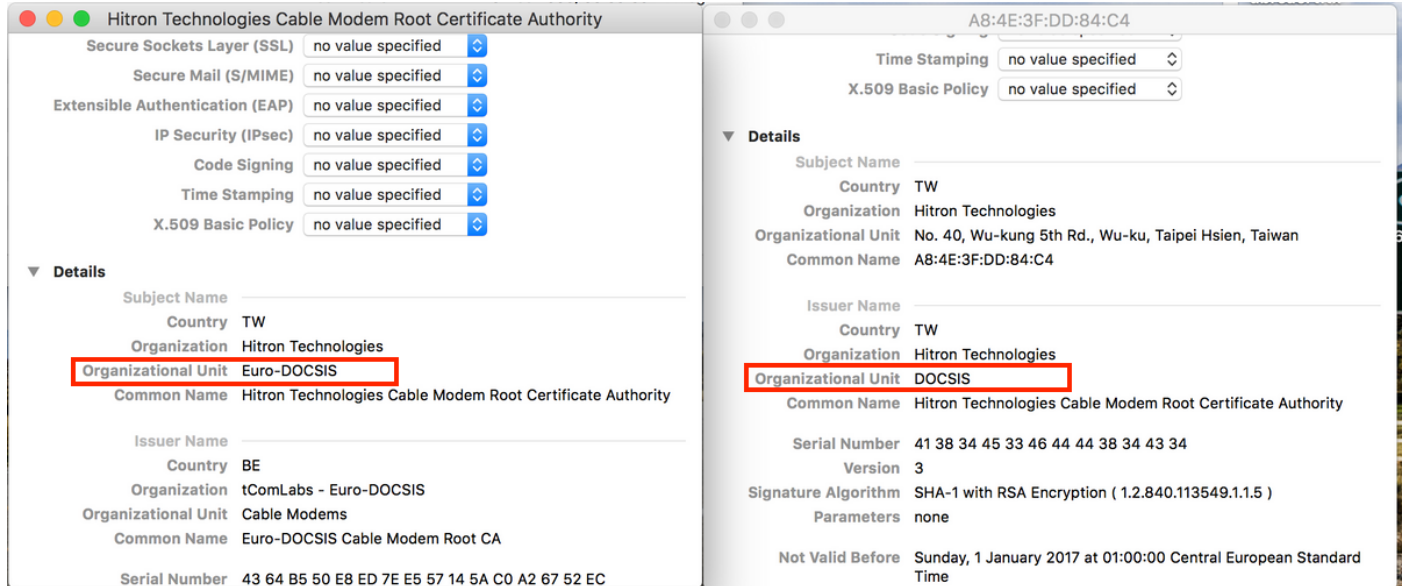 Hitron Technologies Cable Modem Root Certificate Authority
Secure Sockets Layer (SSL) no value specified
Secure Mail (S/MIME) no value specified
Extensible Authentication (EAP) no value specified
IP Security (IPsec) no value specified
Code Signing no value specified
Time Stamping no value specified
X.509 Basic Policy no value specified
Details
Subject Name
Country TW
Organization Hitron Technologies
Organizational Unit Euro-DOCSIS
Common Name Hitron Technologies Cable Modem Root Certificate Authority
Issuer Name
Country BE
Organization tComLabs - Euro-DOCSIS
Organizational Unit Cable Modems
Common Name Euro-DOCSIS Cable Modem Root CA
Serial Number 43 64 B5 50 E8 ED 7E E5 57 14 5A C0 A2 67 52 EC
A8:4E:3F:DD:84:C4
Time Stamping no value specified
X.509 Basic Policy no value specified
Details
Subject Name
Country TW
Organization Hitron Technologies
Organizational Unit No. 40, Wu-kung 5th Rd., Wu-ku, Taipei Hsien, Taiwan
Common Name A8:4E:3F:DD:84:C4
Issuer Name
Country TW
Organization Hitron Technologies
Organizational Unit DOCSIS
Common Name Hitron Technologies Cable Modem Root Certificate Authority
Serial Number 41 38 34 45 33 46 44 44 38 34 43 34
Version 3
Signature Algorithm SHA-1 with RSA Encryption ( 1.2.840.113549.1.1.5 )
Parameters none
Not Valid Before Sunday, 1 January 2017 at 01:00:00 Central European Standard
Time